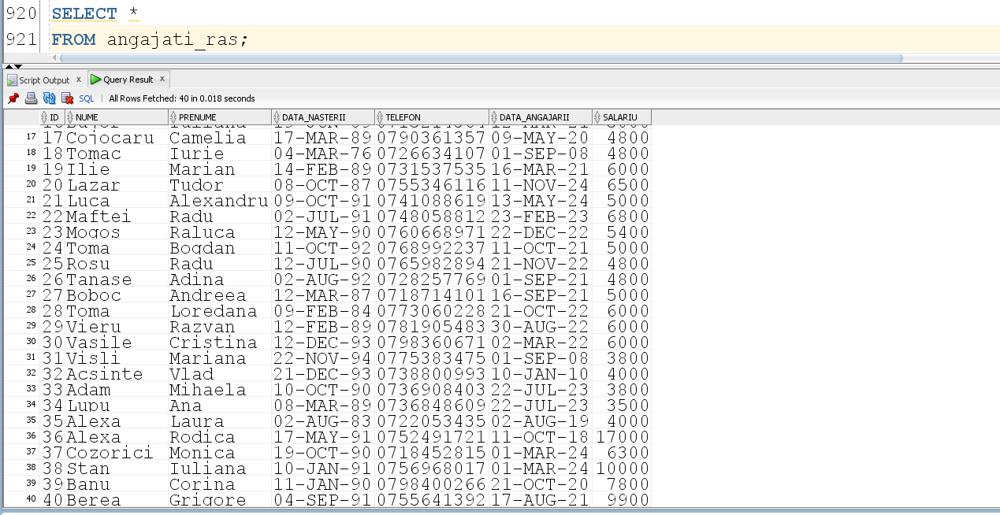 920 SELECT *
921 FROM angajati_ras;
Script Output x Query Result x
SQL | All Rows Fetched: 40 in 0.018 seconds
ID NUME PRENUME DATA_NASTERII TELEFON DATA_ANGAJARII SALARIU
17 17 Cojocaru Camelia 17-MAR-89 0790361357 09-MAY-20 4800
18 18 Tomac Iurie 04-MAR-76 0726634107 01-SEP-08 4800
19 19 Ilie Marian 14-FEB-89 0731537535 16-MAR-21 6000
20 20 Lazar Tudor 08-OCT-87 0755346116 11-NOV-24 6500
21 21 Luca Alexandru 09-OCT-91 0741088619 13-MAY-24 5000
22 22 Maftei Radu 02-JUL-91 0748058812 23-FEB-23 6800
23 23 Mogos Raluca 12-MAY-90 0760668971 22-DEC-22 5400
24 24 Toma Bogdan 11-OCT-92 0768992237 11-OCT-21 5000
25 25 Rosu Radu 12-JUL-90 0765982894 21-NOV-22 4800
26 26 Tanase Adina 02-AUG-92 0728257769 01-SEP-21 4800
27 27 Boboc Andreea 12-MAR-87 0718714101 16-SEP-21 5000
28 28 Toma Loredana 09-FEB-84 0773060228 21-OCT-22 6000
29 29 Vieru Razvan 12-FEB-89 0781905483 30-AUG-22 6000
30 30 Vasile Cristina 12-DEC-93 0798360671 02-MAR-22 6000
31 31 Visli Mariana 22-NOV-94 0775383475 01-SEP-08 3800
32 32 Acsinte Vlad 21-DEC-93 0738800993 10-JAN-10 4000
33 33 Adam Mihaela 10-OCT-90 0736908403 22-JUL-23 3800
34 34 Lupu Ana 08-MAR-89 0736848609 22-JUL-23 3500
35 35 Alexa Laura 02-AUG-83 0722053435 02-AUG-19 4000
36 36 Alexa Rodica 17-MAY-91 0752491721 11-OCT-18 17000
37 37 Cozorici Monica 19-OCT-90 0718452815 01-MAR-24 6300
38 38 Stan Iuliana 10-JAN-91 0756968017 01-MAR-24 10000
39 39 Banu Corina 11-JAN-90 0798400266 21-OCT-20 7800
40 40 Berea Grigore 04-SEP-91 0755641392 17-AUG-21 9900